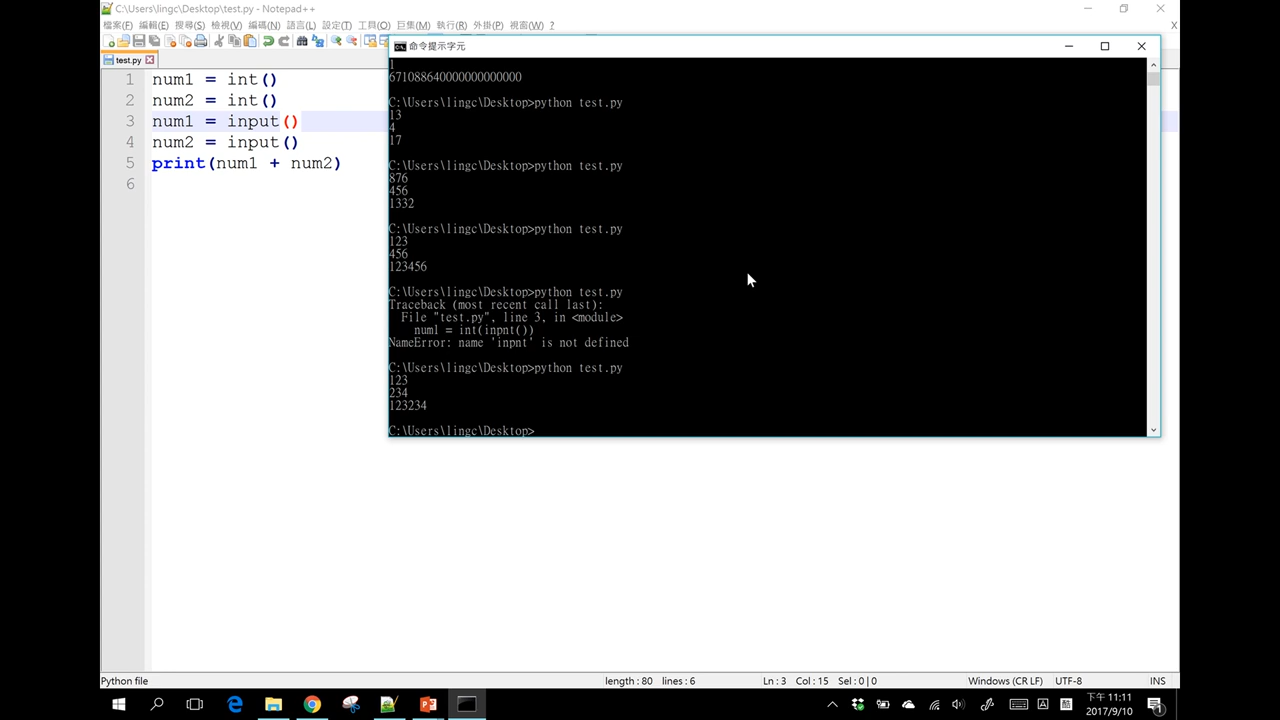 C:\Users\lingc\Desktop\test.py - Notepad++
檔案(F) 編輯(E) 搜尋(S) 檢視(V) 編碼(N) 語言(L) 設定(T) 工具(O) 巨集(M) 執行(R) 外掛(P) 視窗(W) ?
X
test.py
1 num1 = int()
2 num2 = int()
3 num1 = input()
4 num2 = input()
5 print(num1 + num2)
6
命令提示字元
1
671088640000000000000
C:\Users\lingc\Desktop>python test.py
13
4
17
C:\Users\lingc\Desktop>python test.py
876
456
1332
C:\Users\lingc\Desktop>python test.py
123
456
123456
C:\Users\lingc\Desktop>python test.py
Traceback (most recent call last):
File "test.py", line 3, in <module>
num1 = int(inpnt())
NameError: name 'inpnt' is not defined
C:\Users\lingc\Desktop>python test.py
123
234
123234
C:\Users\lingc\Desktop>
Python file length : 80 lines : 6 Ln : 3 Col : 15 Sel : 0 | 0 Windows (CR LF) UTF-8 INS
下午 11:11
2017/9/10